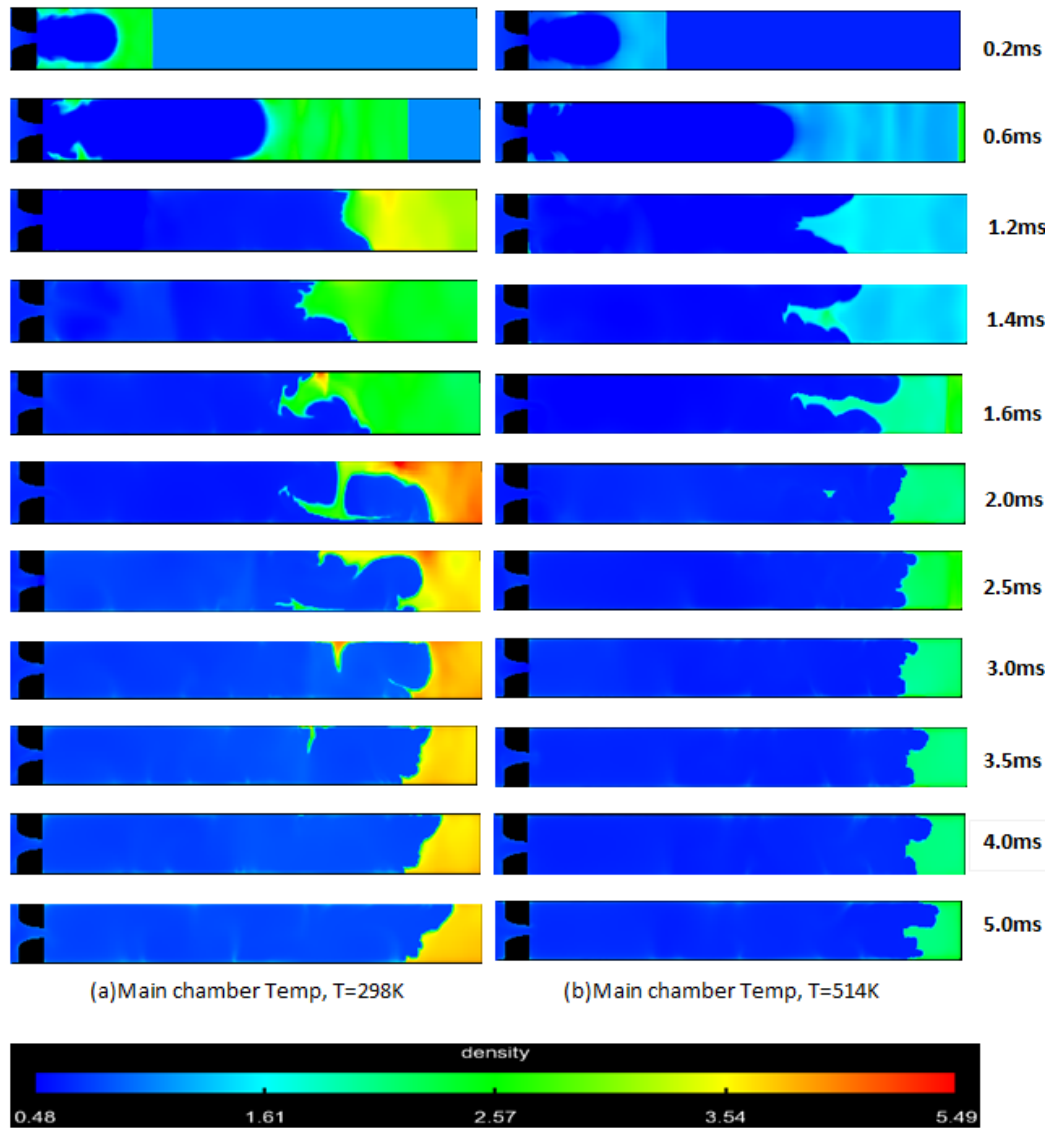 0.2ms
0.6ms
1.2ms
1.4ms
1.6ms
2.0ms
2.5ms
3.0ms
3.5ms
4.0ms
5.0ms
(a)Main chamber Temp, T=298K (b)Main chamber Temp, T=514K
density
0.48 1.61 2.57 3.54 5.49